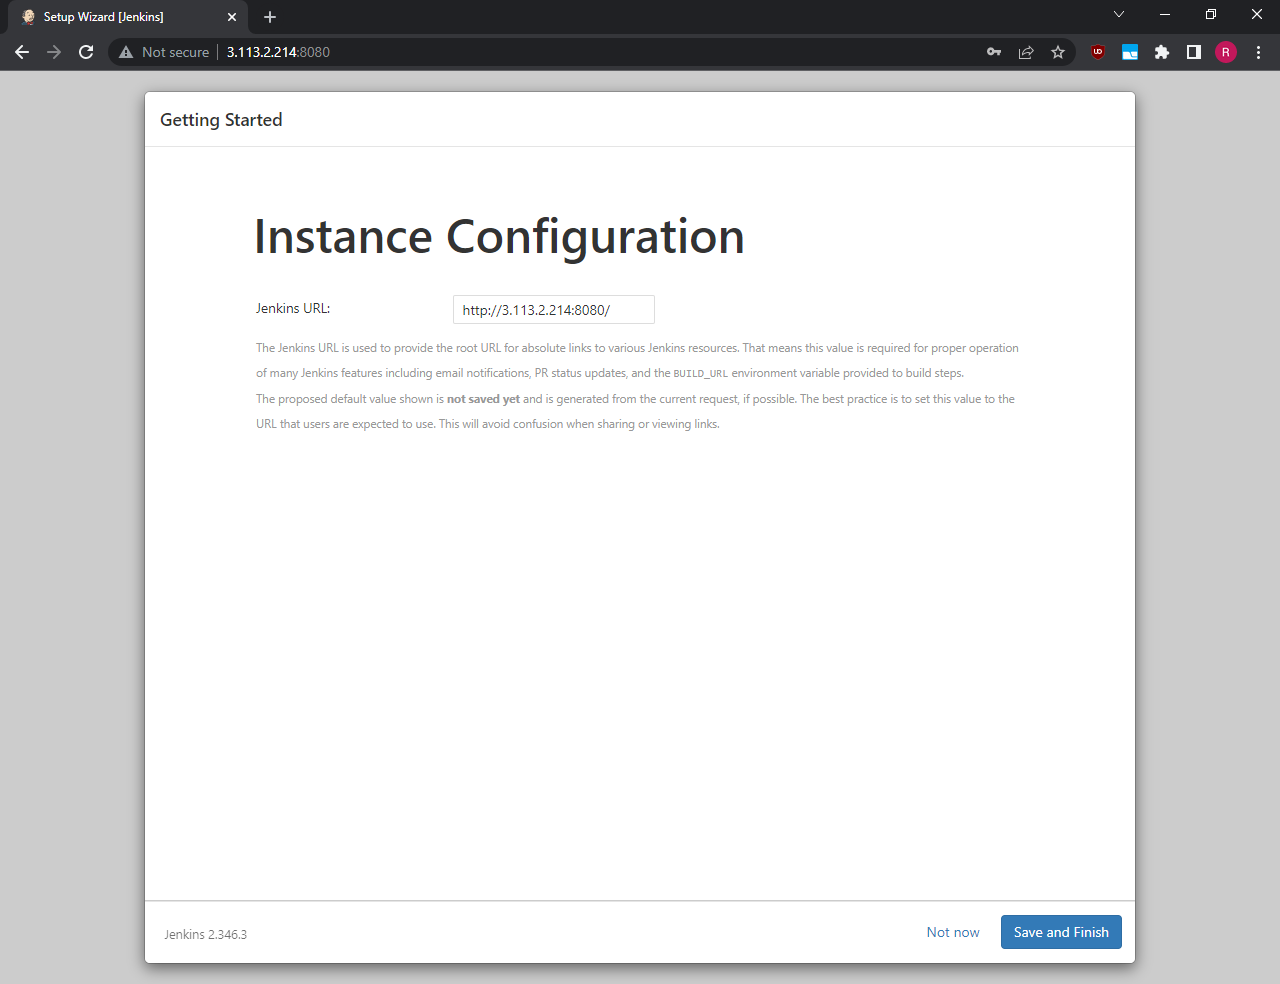 Setup Wizard [Jenkins]
Not secure
3.113.2.214:8080
R
Getting Started
Instance Configuration
Jenkins URL:
http://3.113.2.214:8080/
The Jenkins URL is used to provide the root URL for absolute links to various Jenkins resources. That means this value is required for proper operation
of many Jenkins features including email notifications, PR status updates, and the BUILD_URL environment variable provided to build steps.
The proposed default value shown is not saved yet and is generated from the current request, if possible. The best practice is to set this value to the
URL that users are expected to use. This will avoid confusion when sharing or viewing links.
Jenkins 2.346.3
Not now
Save and Finish